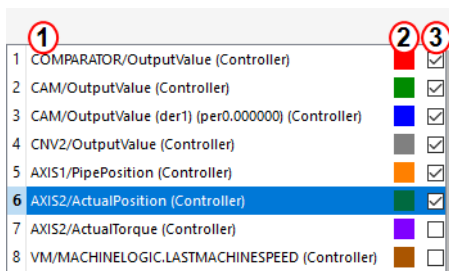 1 2 3
1 COMPARATOR/OutputValue (Controller)
2 CAM/OutputValue (Controller)
3 CAM/OutputValue (der1) (per0.000000) (Controller)
4 CNV2/OutputValue (Controller)
5 AXIS1/PipePosition (Controller)
6 AXIS2/ActualPosition (Controller)
7 AXIS2/ActualTorque (Controller)
8 VM/MACHINELOGIC.LASTMACHINESPEED (Controller)